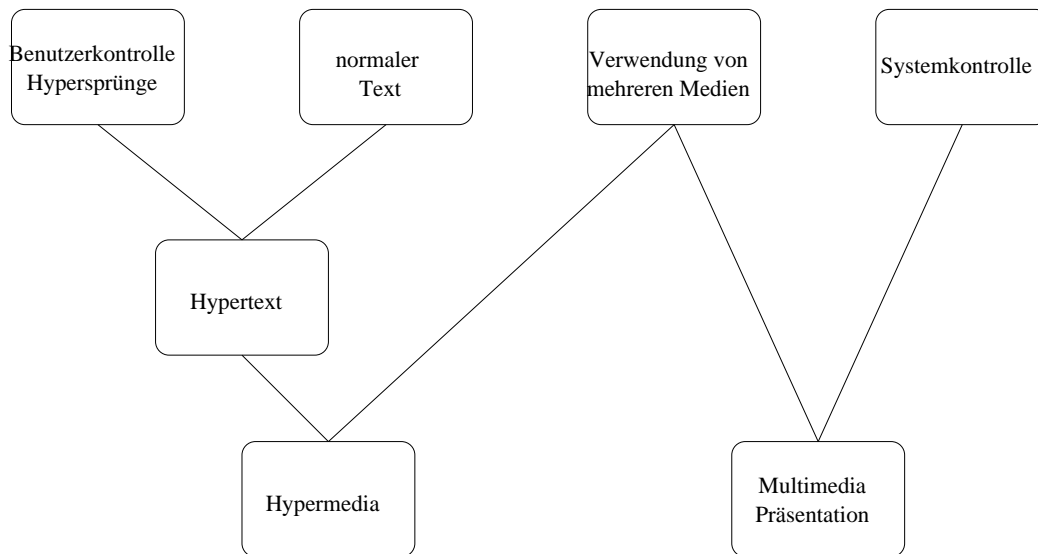 Benutzerkontrolle
Hypersprünge
normaler
Text
Verwendung von
mehreren Medien
Systemkontrolle
Hypertext
Hypermedia
Multimedia
Präsentation